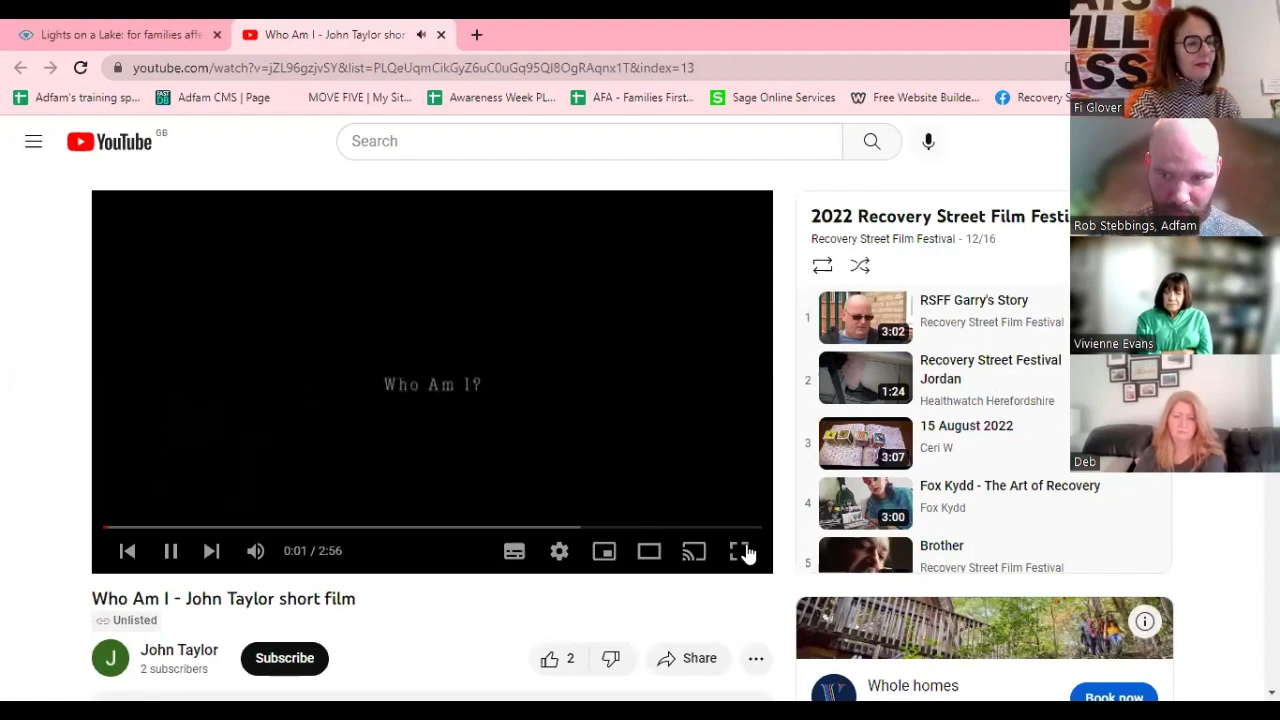 Lights on a Lake: for families affe
Who Am I - John Taylor shor
youtube.com/watch?v=jZL96gzjvSY&list=PLQeUqmCikGyZ6uC0uGq95QI8OgRAqnx1T&index=13
Adfam's training sp...
Adfam CMS | Page
MOVE FIVE | My Sit...
Awareness Week PL...
AFA - Families First...
Sage Online Services
Free Website Builde...
Recovery S
YouTube GB
Search
Who Am I?
0:01 / 2:56
Who Am I - John Taylor short film
Unlisted
J
John Taylor
2 subscribers
Subscribe
2
Share
2022 Recovery Street Film Festi
Recovery Street Film Festival - 12/16
1
3:02
RSFF Garry's Story
Recovery Street Film Festival
2
1:24
Recovery Street Festival
Jordan
Healthwatch Herefordshire
3
3:07
15 August 2022
Ceri W
4
3:00
Fox Kydd - The Art of Recovery
Fox Kydd
5
Brother
Recovery Street Film Festival
Whole homes
Book now
ILL
ASS
Fi Glover
Rob Stebbings, Adfam
Vivienne Evans
Deb